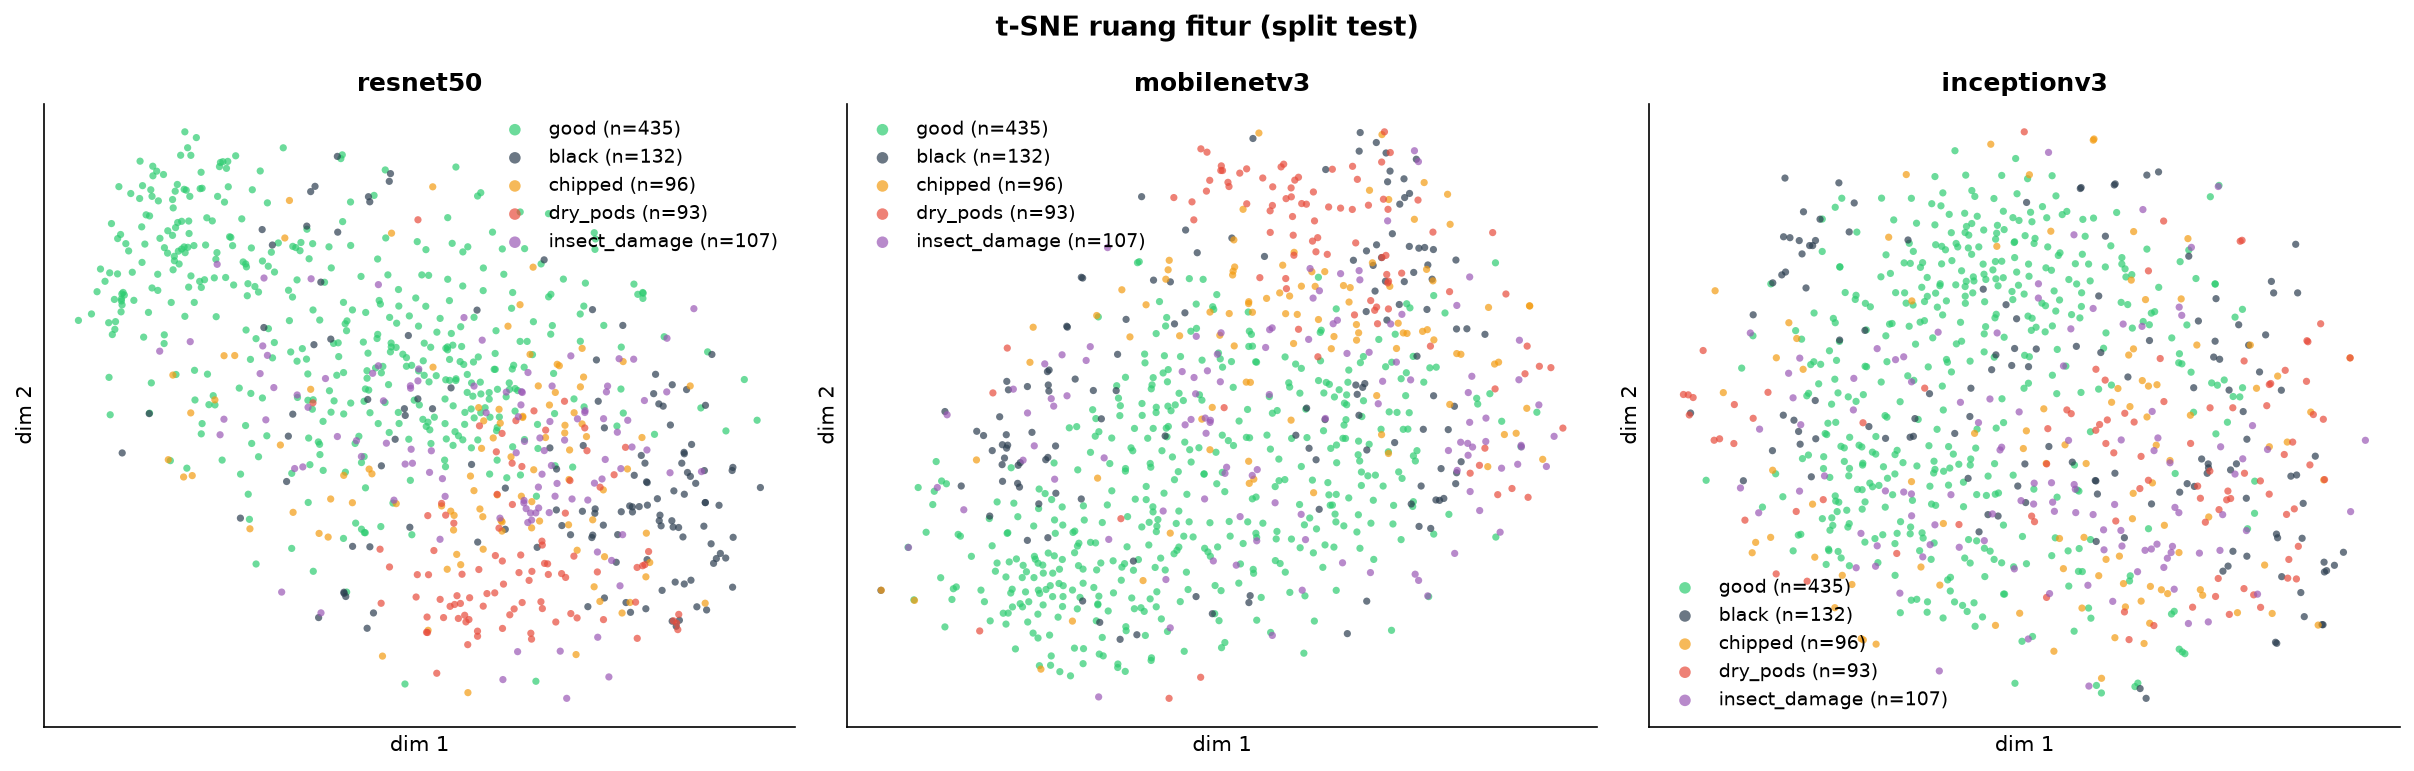 t-SNE ruang fitur (split test)
resnet50
good (n=435)
black (n=132)
chipped (n=96)
dry_pods (n=93)
insect_damage (n=107)
dim 2
dim 1
mobilenetv3
good (n=435)
black (n=132)
chipped (n=96)
dry_pods (n=93)
insect_damage (n=107)
dim 2
dim 1
inceptionv3
good (n=435)
black (n=132)
chipped (n=96)
dry_pods (n=93)
insect_damage (n=107)
dim 2
dim 1